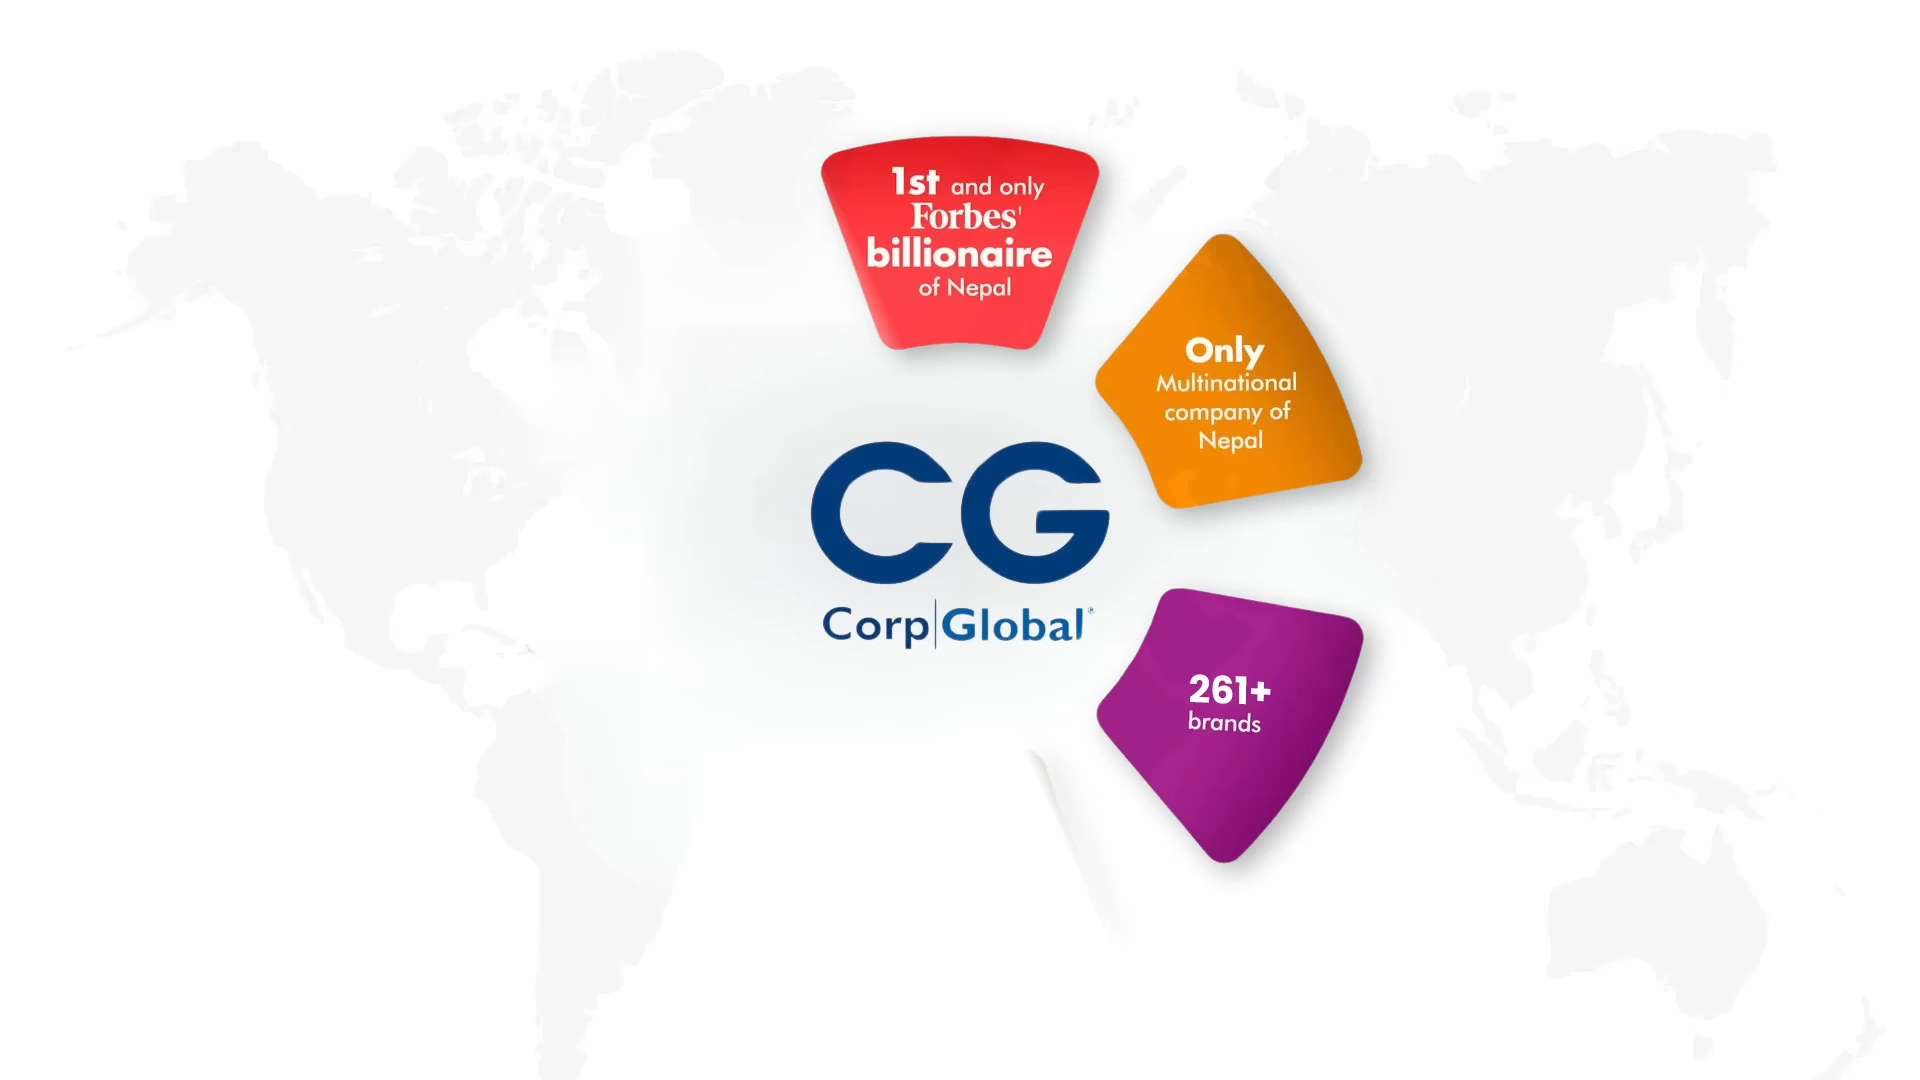 1st and only
Forbes'
billionaire
of Nepal
Only
Multinational
company of
Nepal
CG
Corp|Global®
261+
brands